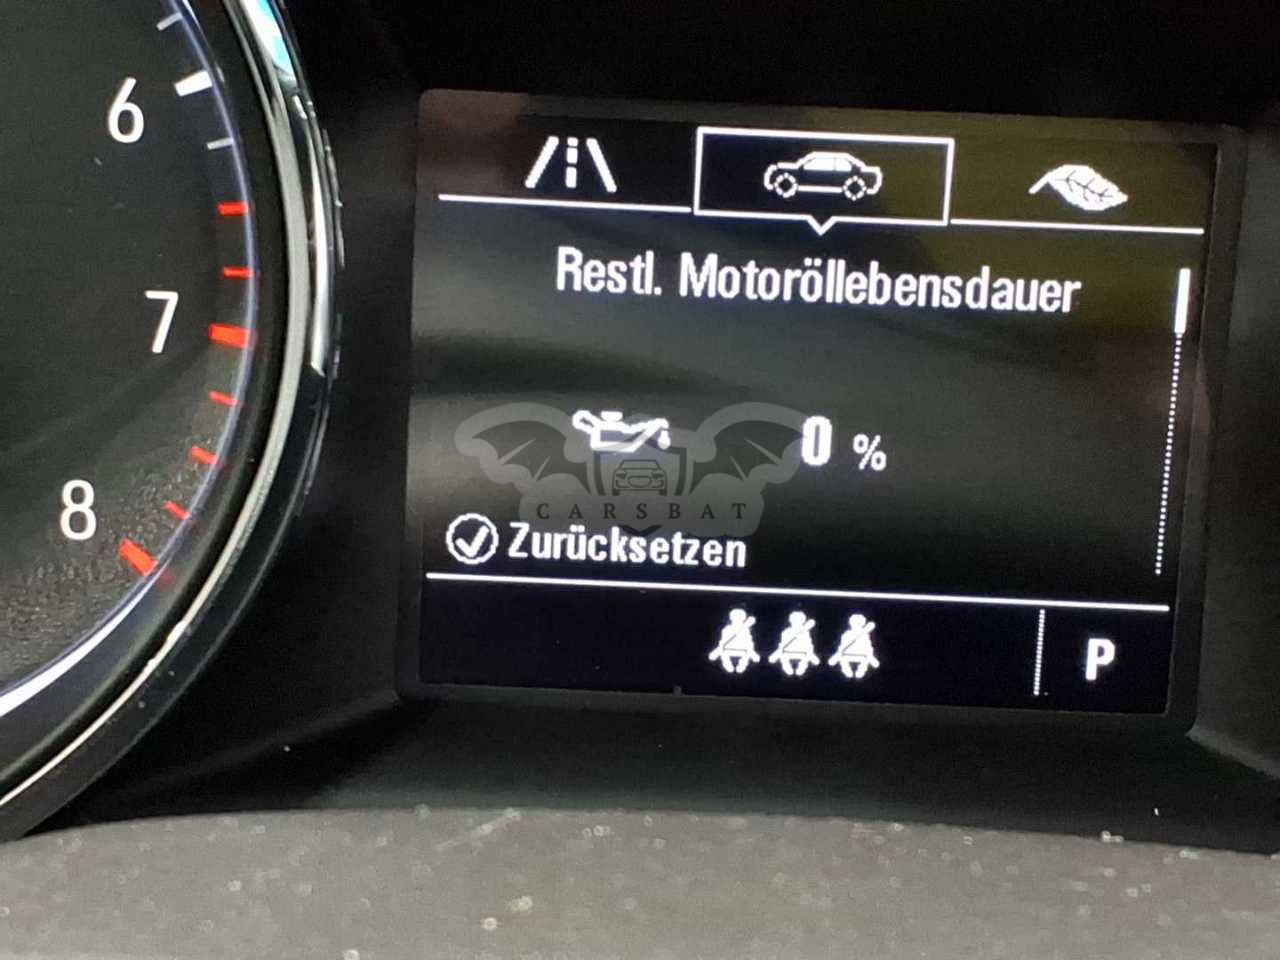 6
7
8
Restl. Motoröllebensdauer
0 %
CARSBAT
Zurücksetzen
P